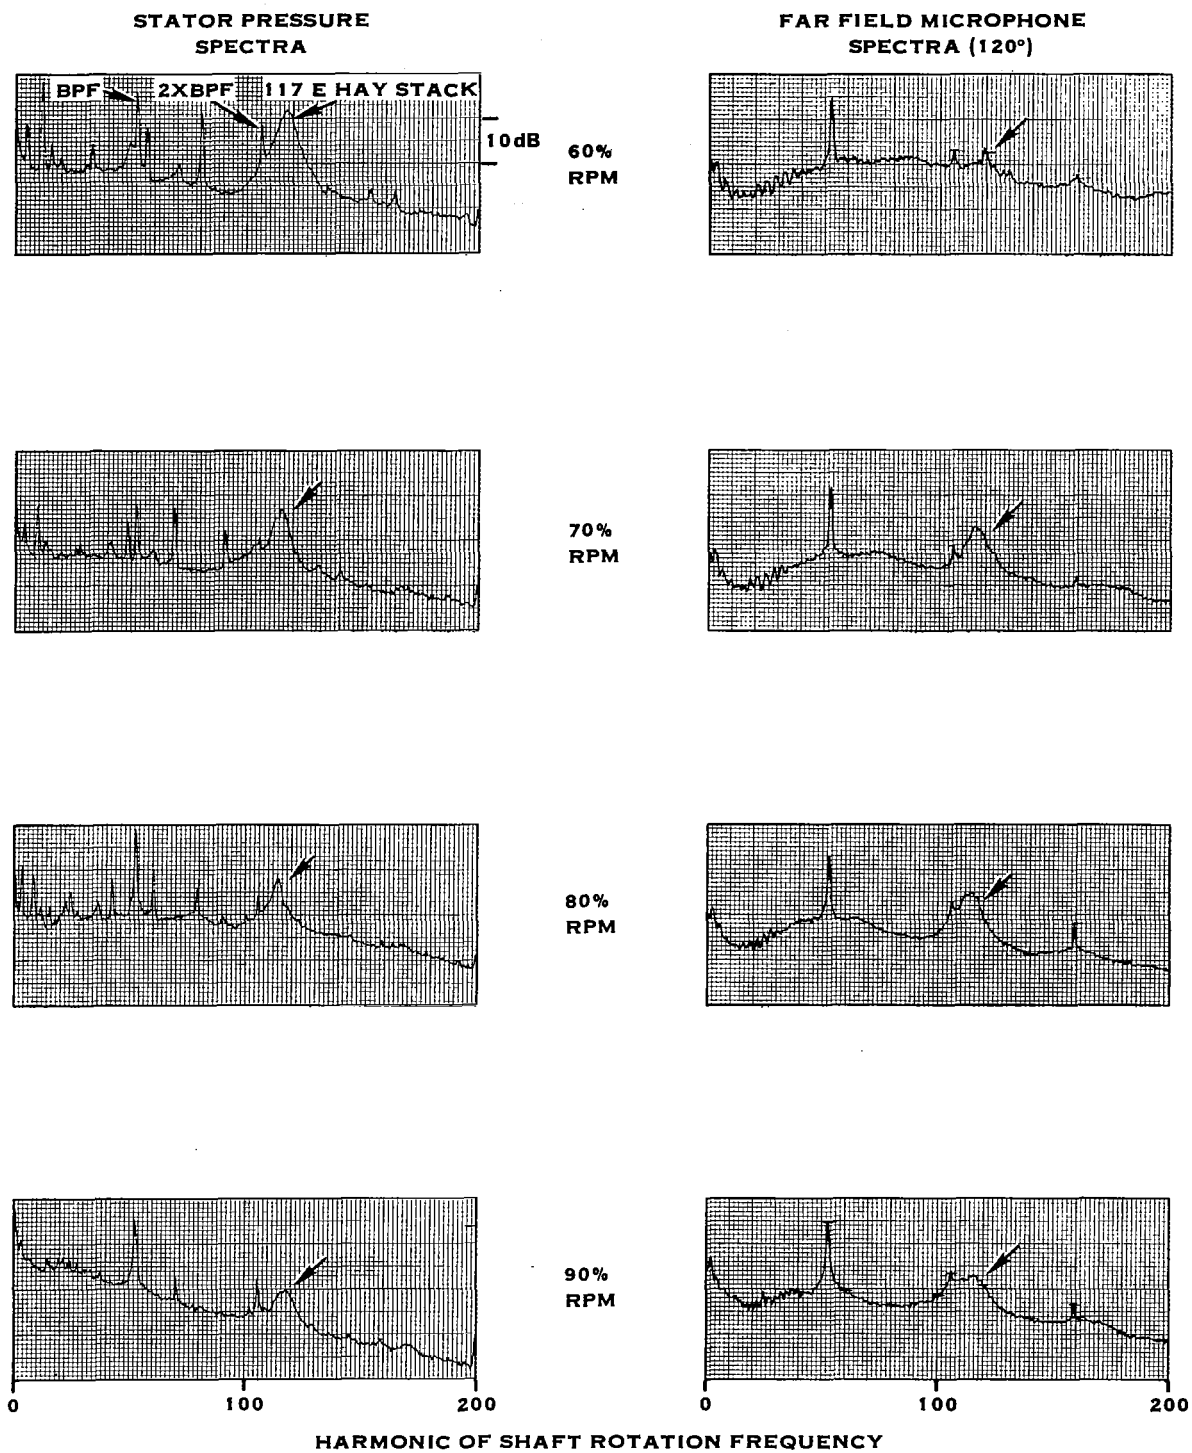 STATOR PRESSURE
SPECTRA
FAR FIELD MICROPHONE
SPECTRA (120°)
BPF
2XBPF
117 E HAY STACK
10dB
60%
RPM
70%
RPM
80%
RPM
90%
RPM
0
100
200
0
100
200
HARMONIC OF SHAFT ROTATION FREQUENCY